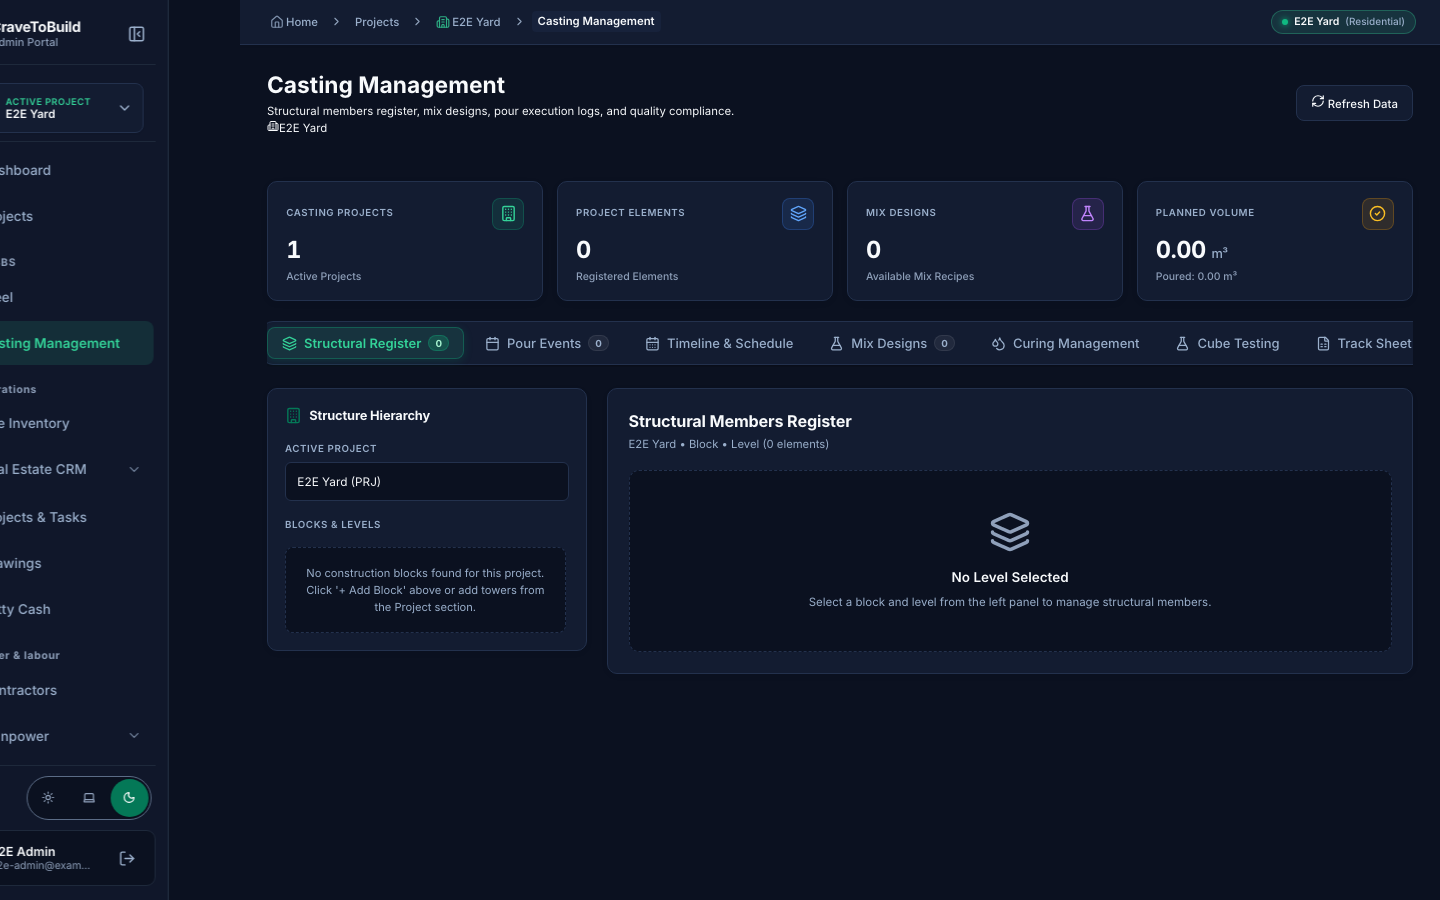 raveToBuild
dmin Portal
ACTIVE PROJECT
E2E Yard
shboard
ojects
BS
eel
sting Management
rations
e Inventory
al Estate CRM
ojects & Tasks
awings
tty Cash
er & labour
ntractors
npower
2E Admin
2e-admin@exam...
Home
Projects
E2E Yard
Casting Management
E2E Yard (Residential)
Casting Management
Structural members register, mix designs, pour execution logs, and quality compliance.
E2E Yard
Refresh Data
CASTING PROJECTS
1
Active Projects
PROJECT ELEMENTS
0
Registered Elements
MIX DESIGNS
0
Available Mix Recipes
PLANNED VOLUME
0.00 m³
Poured: 0.00 m³
Structural Register 0
Pour Events 0
Timeline & Schedule
Mix Designs 0
Curing Management
Cube Testing
Track Sheet
Structure Hierarchy
ACTIVE PROJECT
E2E Yard (PRJ)
BLOCKS & LEVELS
No construction blocks found for this project.
Click '+ Add Block' above or add towers from
the Project section.
Structural Members Register
E2E Yard • Block • Level (0 elements)
No Level Selected
Select a block and level from the left panel to manage structural members.